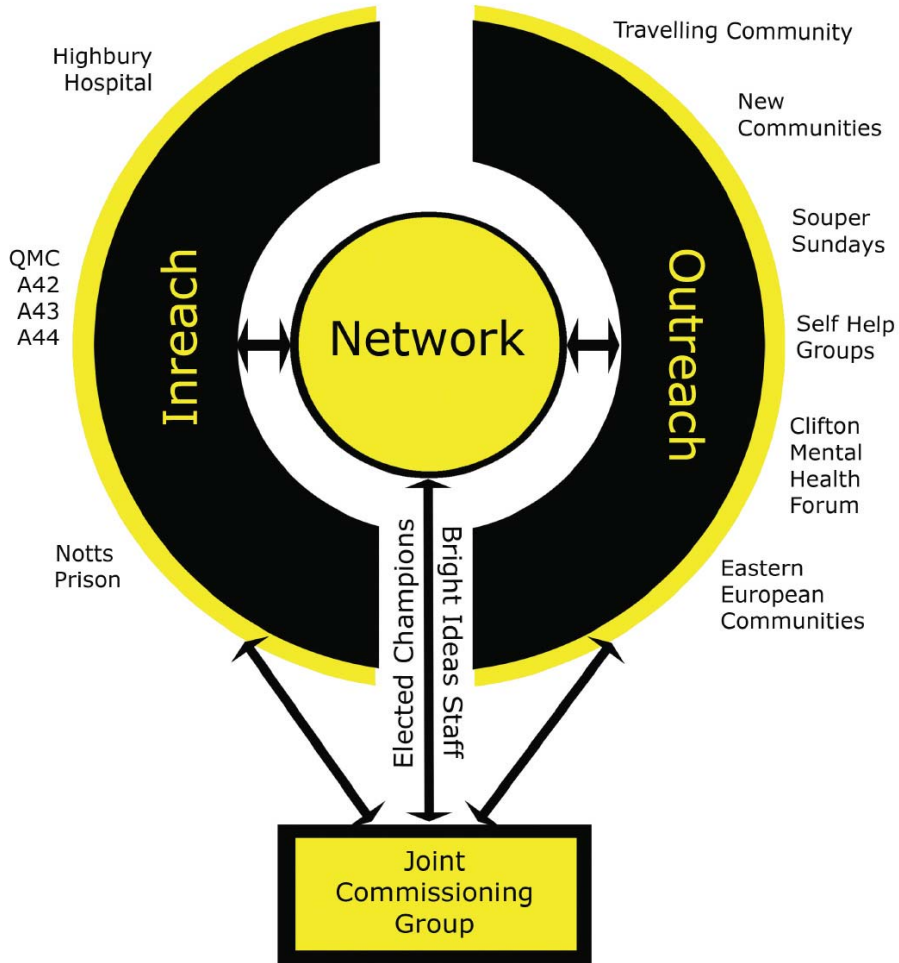 Highbury
Hospital
QMC
A42
A43
A44
Notts
Prison
Inreach
Network
Outreach
Travelling Community
New
Communities
Souper
Sundays
Self Help
Groups
Clifton
Mental
Health
Forum
Eastern
European
Communities
Elected Champions
Bright Ideas Staff
Joint
Commissioning
Group